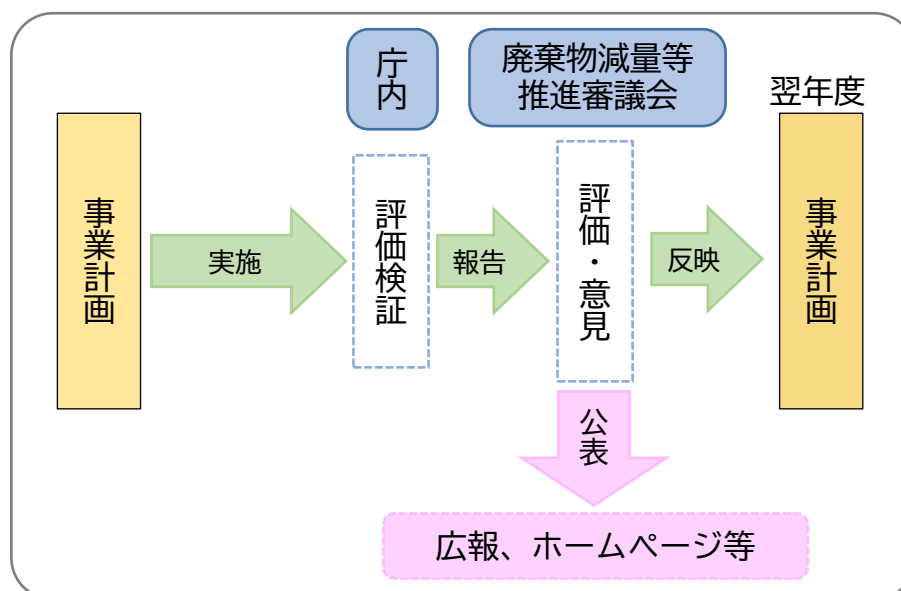 庁内
廃棄物減量等
推進審議会
翌年度
事業計画
実施
評価検証
報告
評価・意見
反映
事業計画
公表
広報、ホームページ等